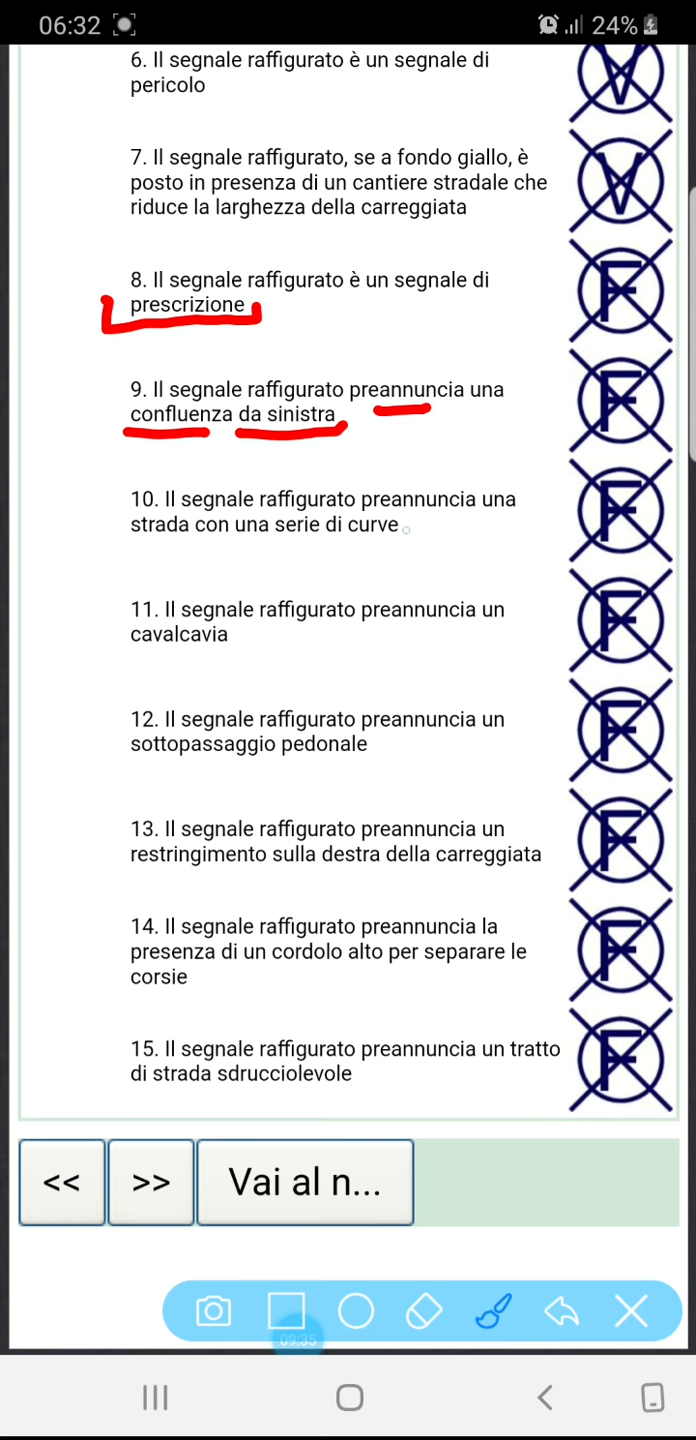 06:32
24%
6. Il segnale raffigurato è un segnale di
pericolo
V
7. Il segnale raffigurato, se a fondo giallo, è
posto in presenza di un cantiere stradale che
riduce la larghezza della carreggiata
V
8. Il segnale raffigurato è un segnale di
prescrizione
F
9. Il segnale raffigurato preannuncia una
confluenza da sinistra
F
10. Il segnale raffigurato preannuncia una
strada con una serie di curve
F
11. Il segnale raffigurato preannuncia un
cavalcavia
F
12. Il segnale raffigurato preannuncia un
sottopassaggio pedonale
F
13. Il segnale raffigurato preannuncia un
restringimento sulla destra della carreggiata
F
14. Il segnale raffigurato preannuncia la
presenza di un cordolo alto per separare le
corsie
F
15. Il segnale raffigurato preannuncia un tratto
di strada sdrucciolevole
F
<< >> Vai al n...
09:35